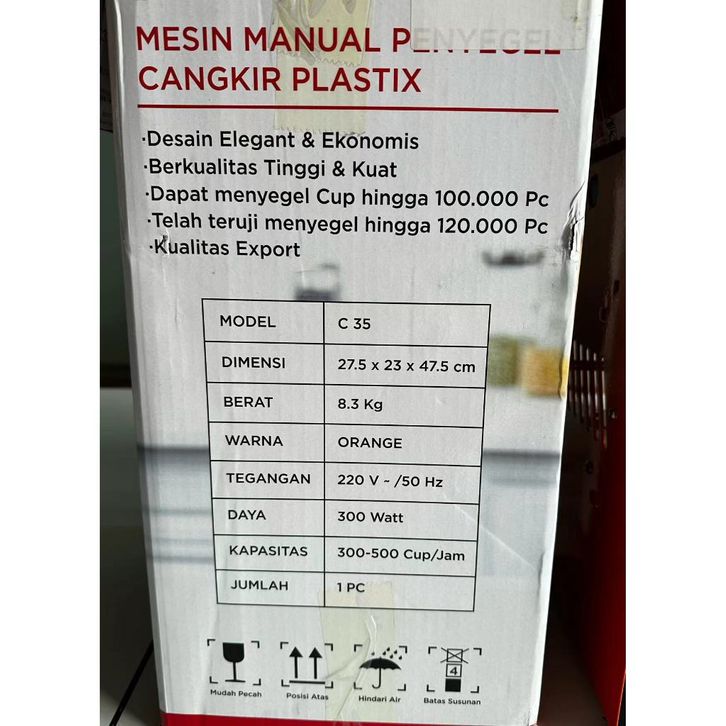 MESIN MANUAL PENYEGEL
CANGKIR PLASTIX
·Desain Elegant & Ekonomis
·Berkualitas Tinggi & Kuat
·Dapat menyegel Cup hingga 100.000 Pc
·Telah teruji menyegel hingga 120.000 Pc
·Kualitas Export
MODEL C 35
DIMENSI 27.5 x 23 x 47.5 cm
BERAT 8.3 Kg
WARNA ORANGE
TEGANGAN 220 V ~ /50 Hz
DAYA 300 Watt
KAPASITAS 300-500 Cup/Jam
JUMLAH 1 PC
4
Mudah Pecah Posisi Atas Hindari Air Batas Susunan